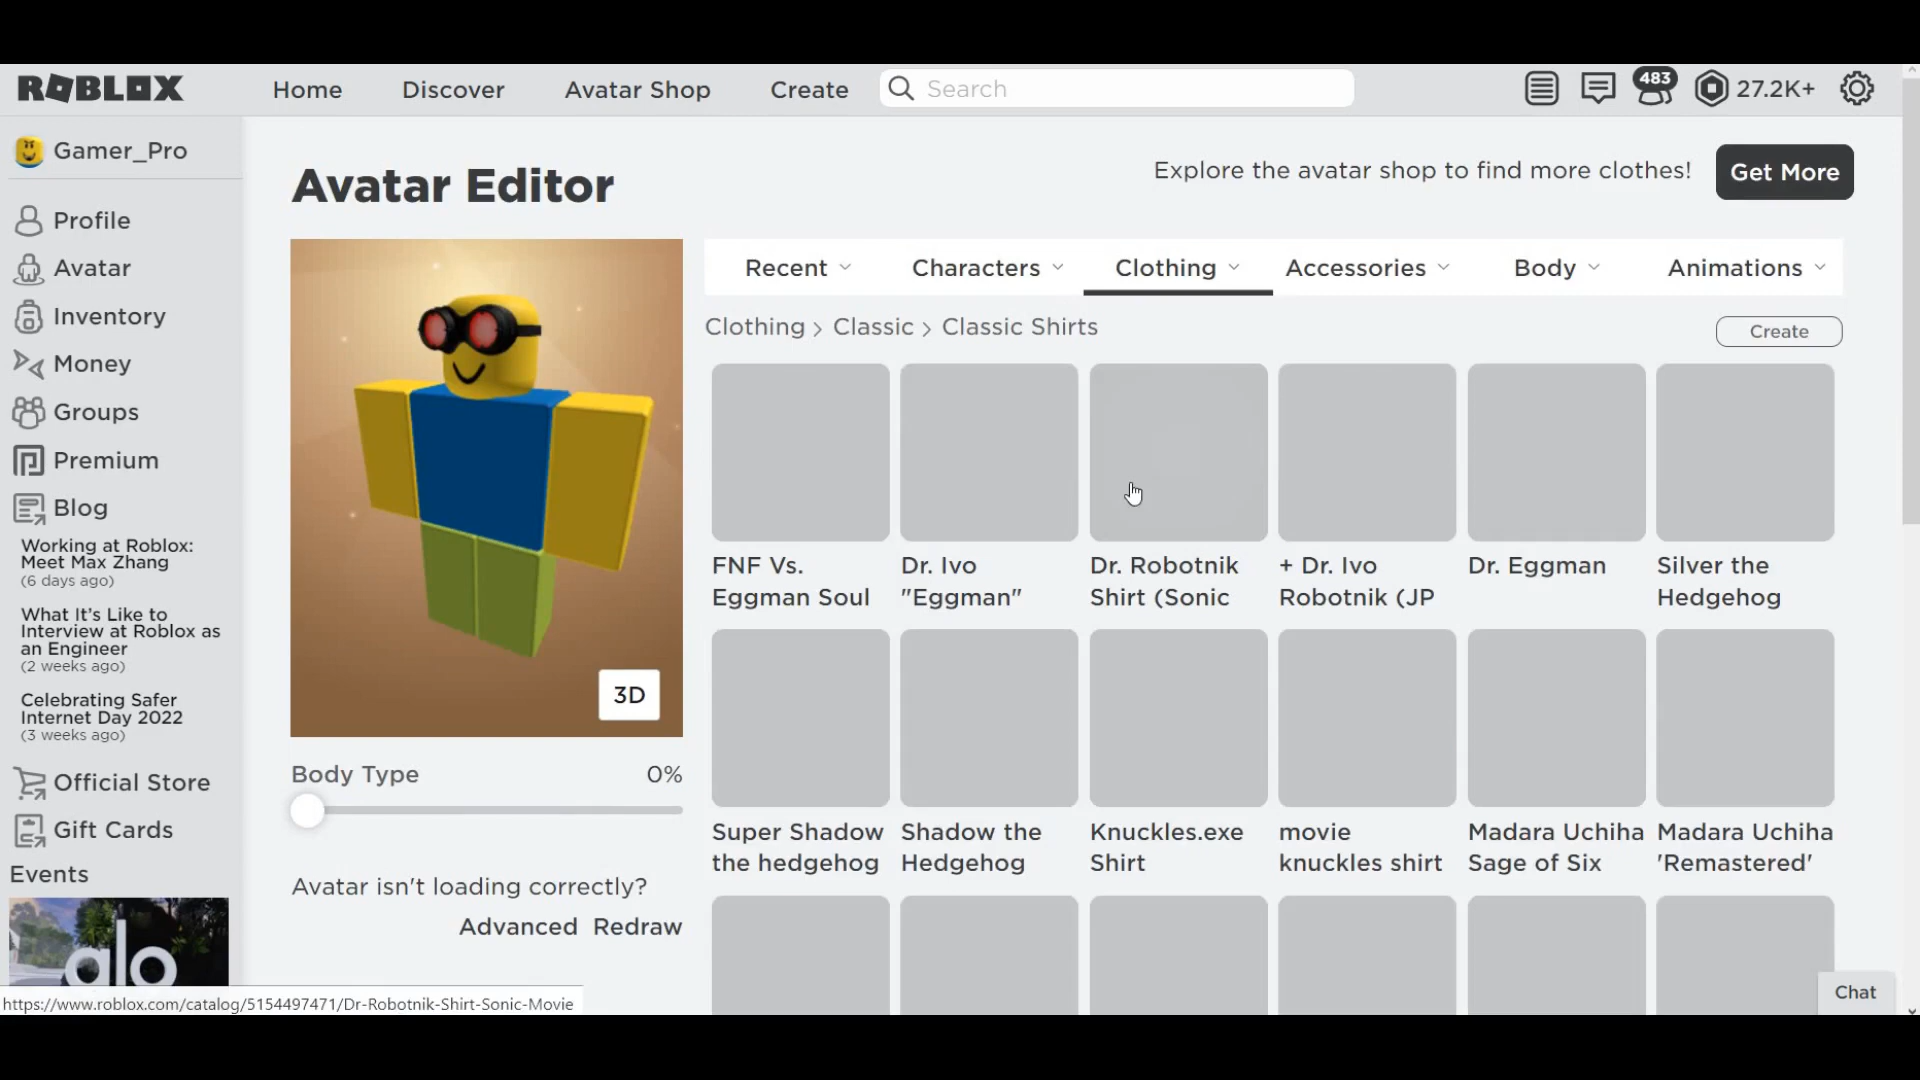 ROBLOX
Home
Discover
Avatar Shop
Create
Search
483
27.2K+
Gamer_Pro
Profile
Avatar
Inventory
Money
Groups
Premium
Blog
Working at Roblox:
Meet Max Zhang
(6 days ago)
What It's Like to
Interview at Roblox as
an Engineer
(2 weeks ago)
Celebrating Safer
Internet Day 2022
(3 weeks ago)
Official Store
Gift Cards
Events
alo
Avatar Editor
Explore the avatar shop to find more clothes!
Get More
3D
Body Type
0%
Avatar isn't loading correctly?
Advanced
Redraw
Recent
Characters
Clothing
Accessories
Body
Animations
Clothing > Classic > Classic Shirts
Create
FNF Vs.
Eggman Soul
Dr. Ivo
"Eggman"
Dr. Robotnik
Shirt (Sonic
+ Dr. Ivo
Robotnik (JP
Dr. Eggman
Silver the
Hedgehog
Super Shadow
the hedgehog
Shadow the
Hedgehog
Knuckles.exe
Shirt
movie
knuckles shirt
Madara Uchiha
Sage of Six
Madara Uchiha
'Remastered'
Chat
https://www.roblox.com/catalog/5154497471/Dr-Robotnik-Shirt-Sonic-Movie